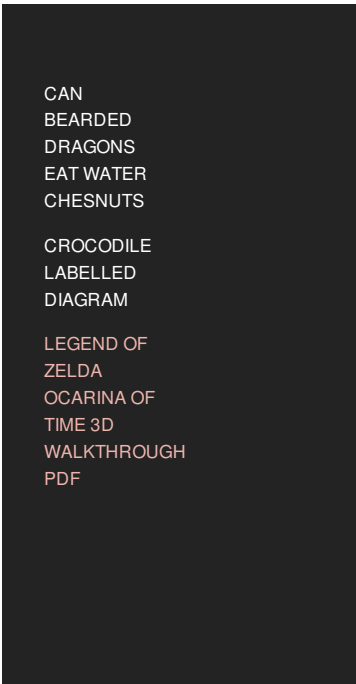 CAN
BEARDED
DRAGONS
EAT WATER
CHESNUTS
CROCODILE
LABELLED
DIAGRAM
LEGEND OF
ZELDA
OCARINA OF
TIME 3D
WALKTHROUGH
PDF